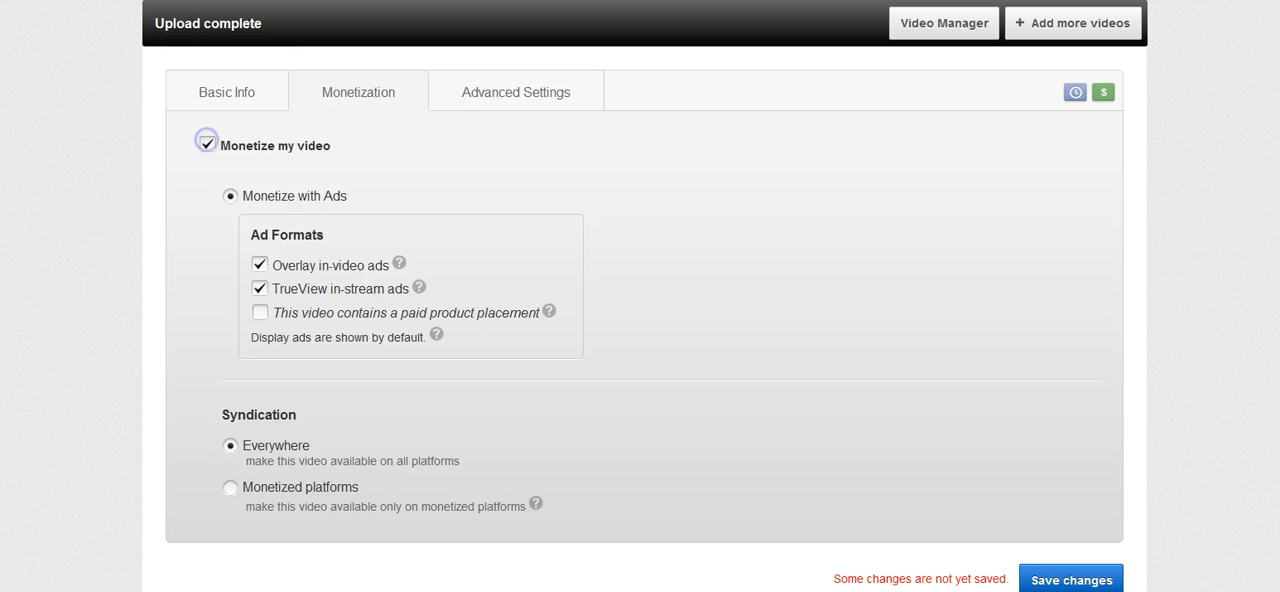 Upload complete
Video Manager
+ Add more videos
Basic Info
Monetization
Advanced Settings
$
Monetize my video
Monetize with Ads
Ad Formats
Overlay in-video ads ?
TrueView in-stream ads ?
This video contains a paid product placement ?
Display ads are shown by default. ?
Syndication
Everywhere
make this video available on all platforms
Monetized platforms
make this video available only on monetized platforms ?
Some changes are not yet saved.
Save changes